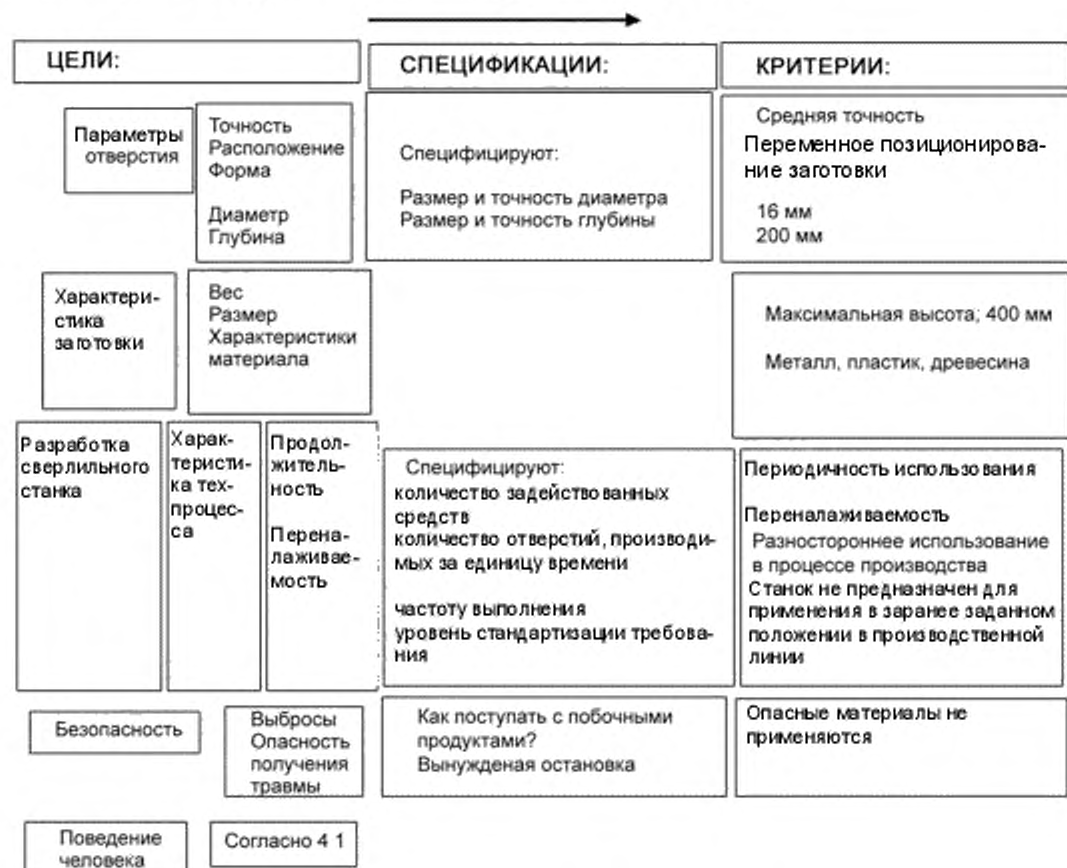 ЦЕЛИ:
СПЕЦИФИКАЦИИ:
КРИТЕРИИ:
Параметры
отверстия
Точность
Расположение
Форма
Диаметр
Глубина
Специфицируют:
Размер и точность диаметра
Размер и точность глубины
Средняя точность
Переменное позиционирова-
ние заготовки
16 мм
200 мм
Характери-
стика
заготовки
Вес
Размер
Характеристики
материала
Максимальная высота; 400 мм
Металл, пластик, древесина
Разработка
сверлильного
станка
Харак-
теристи-
ка тех-
процес-
са
Продол-
житель-
ность
Перена-
лаживае-
мость
Специфицируют:
количество задействованных
средств
количество отверстий, производи-
мых за единицу времени
частоту выполнения
уровень стандартизации требова-
ния
Периодичность использования
Переналаживаемость
Разностороннее использование
в процессе производства
Станок не предназначен для
применения в заранее заданном
положении в производственной
линии
Безопасность
Выбросы
Опасность
получения
травмы
Как поступать с побочными
продуктами?
Вынужденая остановка
Опасные материалы не
применяются
Поведение
человека
Согласно 4 1